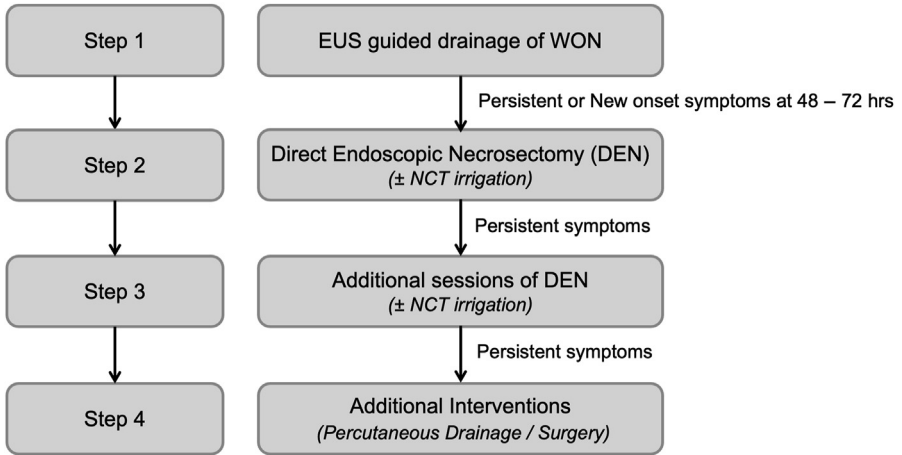 Step 1
EUS guided drainage of WON
Persistent or New onset symptoms at 48 – 72 hrs
Step 2
Direct Endoscopic Necrosectomy (DEN)
(± NCT irrigation)
Persistent symptoms
Step 3
Additional sessions of DEN
(± NCT irrigation)
Persistent symptoms
Step 4
Additional Interventions
(Percutaneous Drainage / Surgery)